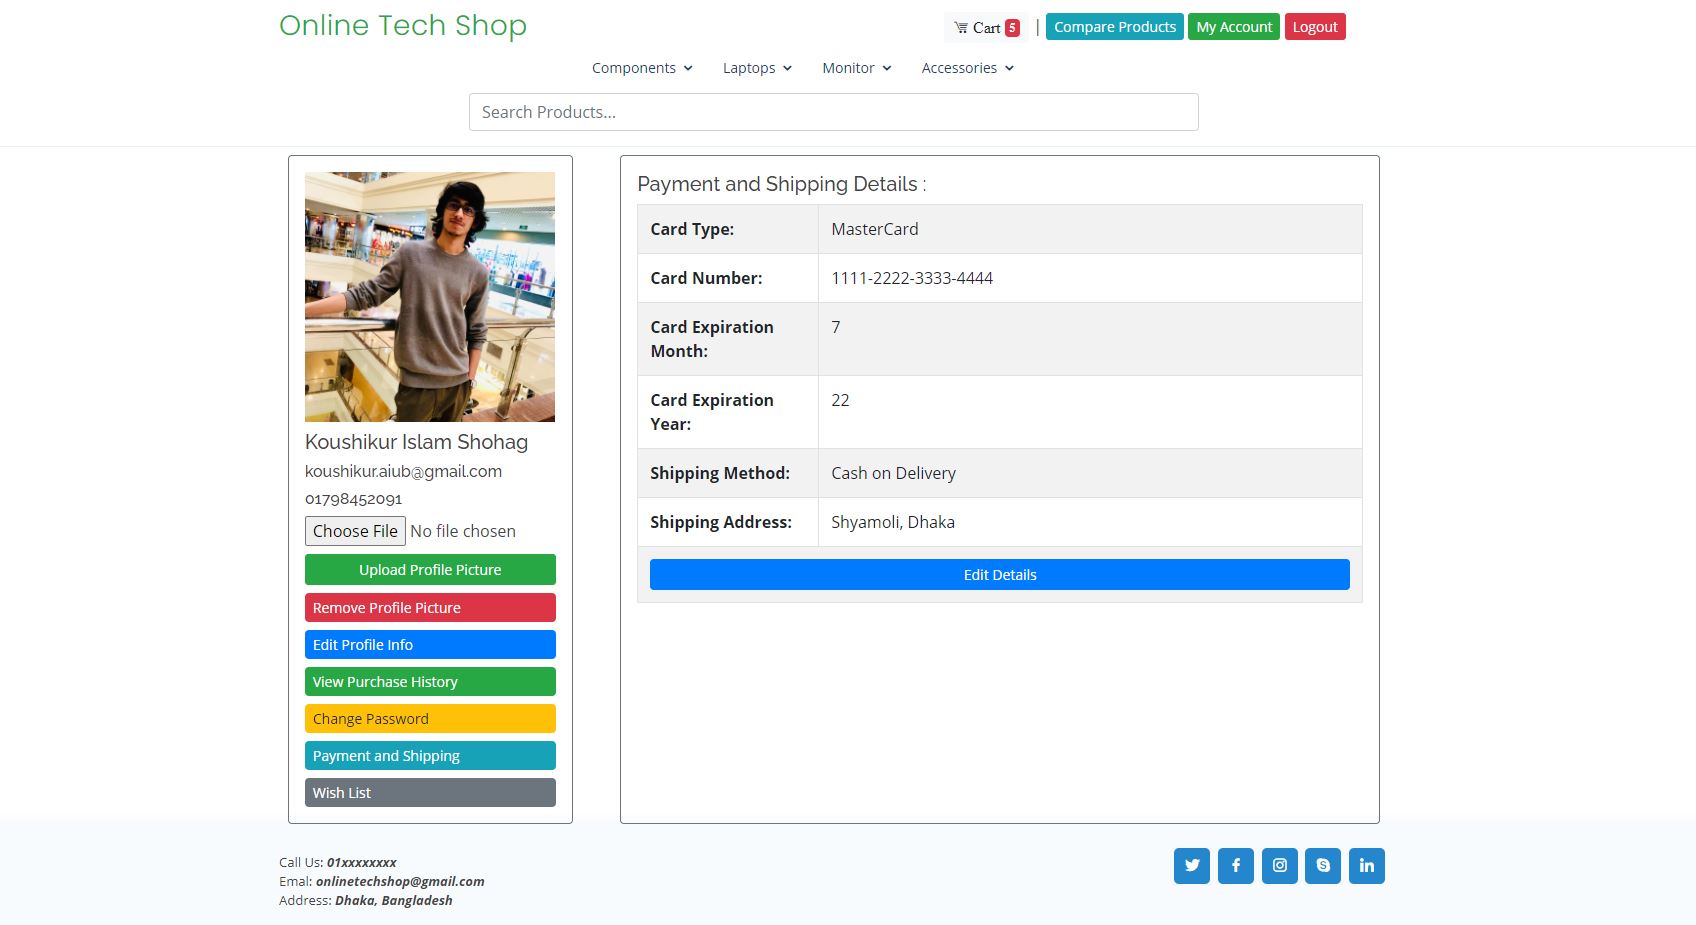 Online Tech Shop
Cart 5 | Compare Products My Account Logout
Components Laptops Monitor Accessories
Search Products...
Koushikur Islam Shohag
koushikur.aiub@gmail.com
01798452091
Choose File No file chosen
Upload Profile Picture
Remove Profile Picture
Edit Profile Info
View Purchase History
Change Password
Payment and Shipping
Wish List
Payment and Shipping Details :
Card Type: MasterCard
Card Number: 1111-2222-3333-4444
Card Expiration 7
Month:
Card Expiration 22
Year:
Shipping Method: Cash on Delivery
Shipping Address: Shyamoli, Dhaka
Edit Details
Call Us: 01xxxxxxxx
Emal: onlinetechshop@gmail.com
Address: Dhaka, Bangladesh